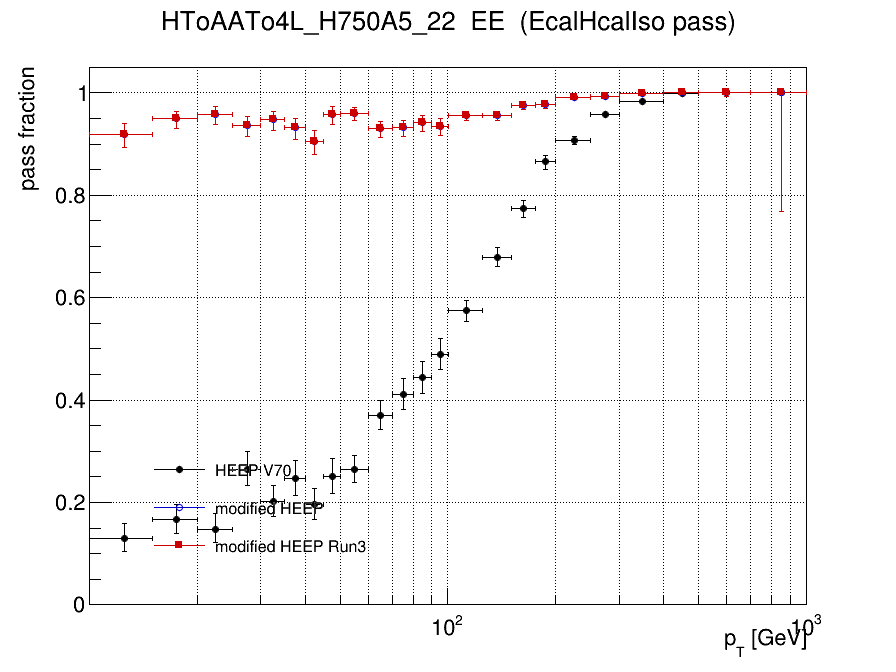 HToAATo4L_H750A5_22 EE (EcalHcalIso pass)
pass fraction
1
0.8
0.6
0.4
0.2
0
HEEP V70
modified HEEP
modified HEEP Run3
10²
10³
p_T [GeV]